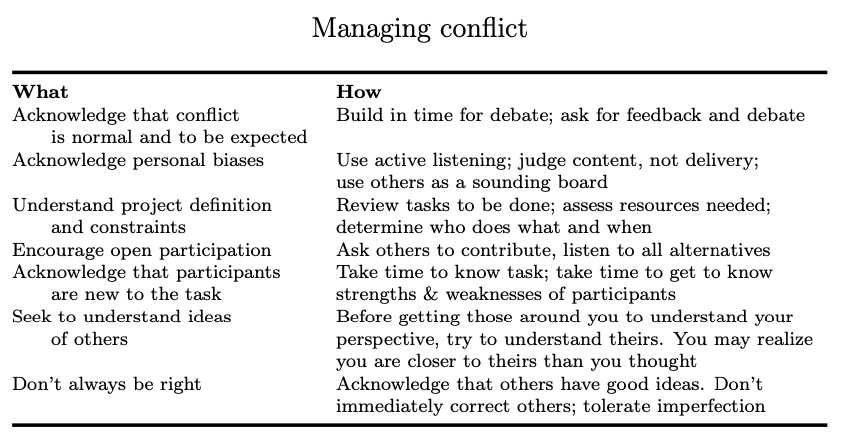 Managing conflict
What How
Acknowledge that conflict Build in time for debate; ask for feedback and debate
is normal and to be expected
Acknowledge personal biases Use active listening; judge content, not delivery;
use others as a sounding board
Understand project definition Review tasks to be done; assess resources needed;
and constraints determine who does what and when
Encourage open participation Ask others to contribute, listen to all alternatives
Acknowledge that participants Take time to know task; take time to get to know
are new to the task strengths & weaknesses of participants
Seek to understand ideas Before getting those around you to understand your
of others perspective, try to understand theirs. You may realize
you are closer to theirs than you thought
Don't always be right Acknowledge that others have good ideas. Don't
immediately correct others; tolerate imperfection